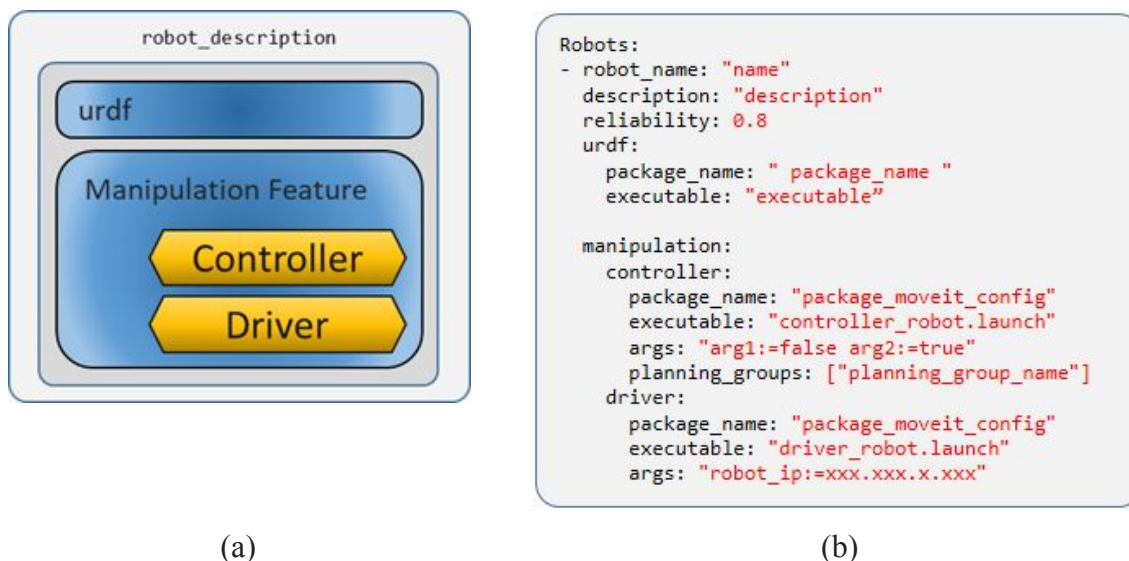 robot_description
urdf
Manipulation Feature
Controller
Driver
(a)
Robots:
- robot_name: "name"
description: "description"
reliability: 0.8
urdf:
package_name: " package_name "
executable: "executable”
manipulation:
controller:
package_name: "package_moveit_config"
executable: "controller_robot.launch"
args: "arg1:=false arg2:=true"
planning_groups: ["planning_group_name"]
driver:
package_name: "package_moveit_config"
executable: "driver_robot.launch"
args: "robot_ip:=xxx.xxx.x.xxx"
(b)